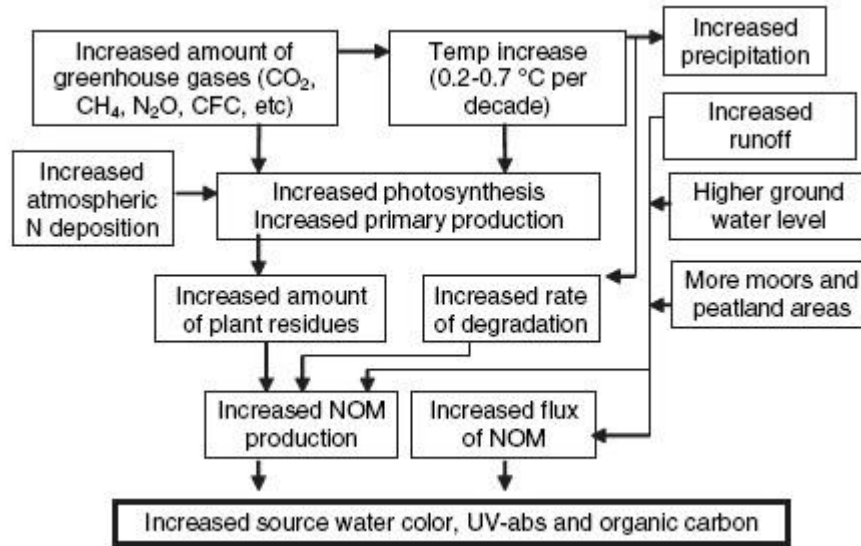 Increased amount of
greenhouse gases (CO₂,
CH₄, N₂O, CFC, etc)
Temp increase
(0.2-0.7 °C per
decade)
Increased
precipitation
Increased
runoff
Increased
atmospheric
N deposition
Increased photosynthesis
Increased primary production
Higher ground
water level
Increased amount
of plant residues
Increased rate
of degradation
More moors and
peatland areas
Increased NOM
production
Increased flux
of NOM
Increased source water color, UV-abs and organic carbon